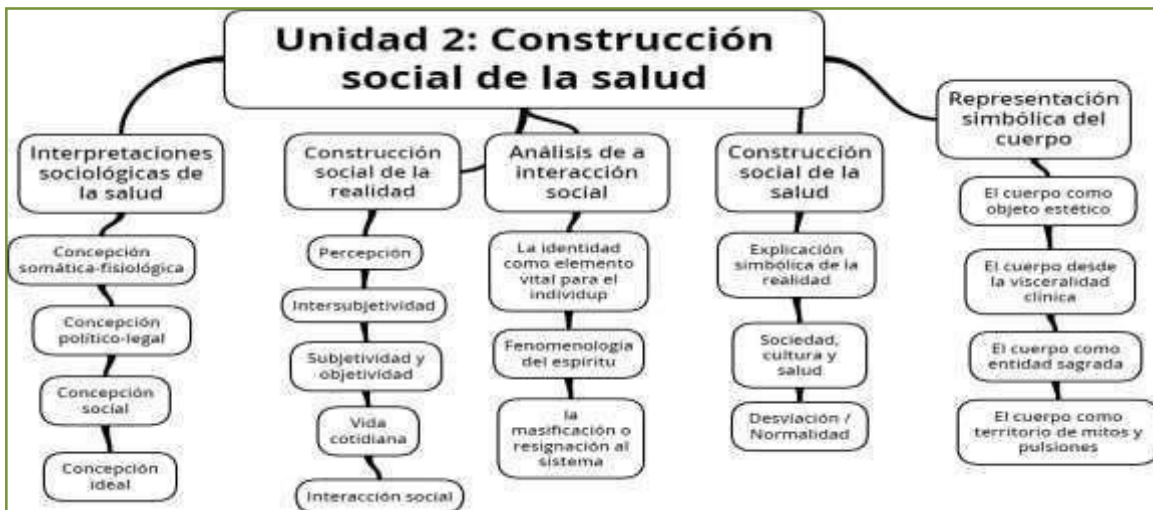 Unidad 2: Construcción
social de la salud
Interpretaciones
sociológicas de
la salud
Concepción
somática-fisiológica
Concepción
político-legal
Concepción
social
Concepción
ideal
Construcción
social de la
realidad
Percepción
Intersubjetividad
Subjetividad y
objetividad
Vida
cotidiana
Interacción social
Análisis de a
interacción
social
La identidad
como elemento
vital para el
individup
Fenomenología
del espíritu
la
masificación o
resignación al
sistema
Construcción
social de la
salud
Explicación
simbólica de la
realidad
Sociedad,
cultura y
salud
Desviación /
Normalidad
Representación
simbólica del
cuerpo
El cuerpo como
objeto estético
El cuerpo desde
la visceralidad
clínica
El cuerpo como
entidad sagrada
El cuerpo como
territorio de mitos y
pulsiones